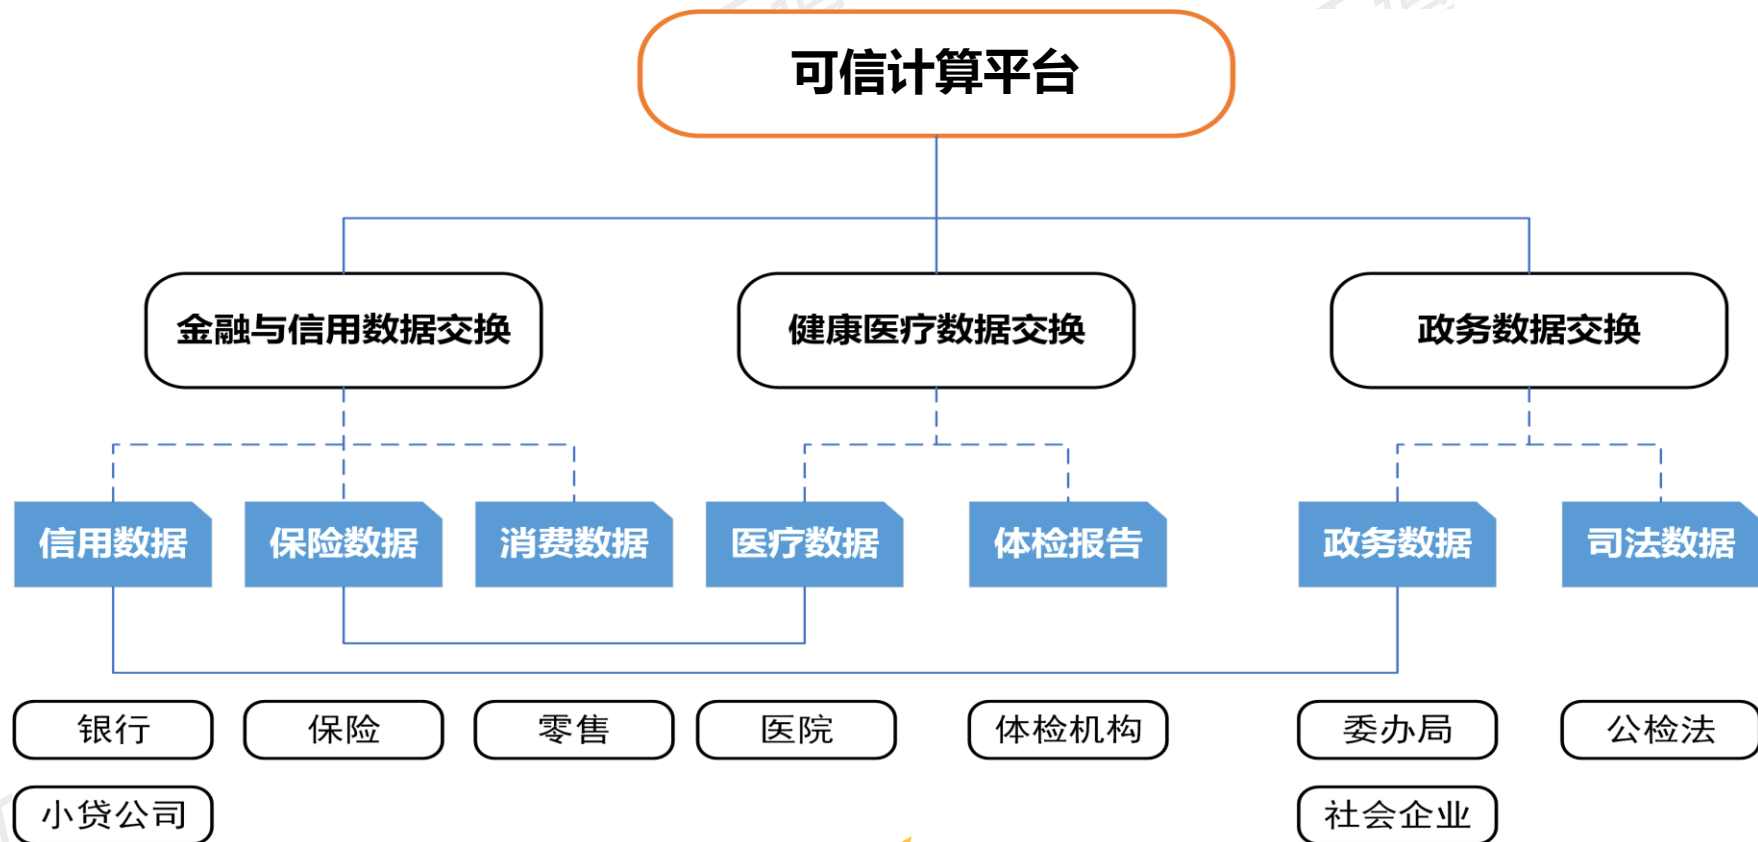 可信计算平台
金融与信用数据交换
健康医疗数据交换
政务数据交换
信用数据
保险数据
消费数据
医疗数据
体检报告
政务数据
司法数据
银行
保险
零售
医院
体检机构
委办局
公检法
小贷公司
社会企业